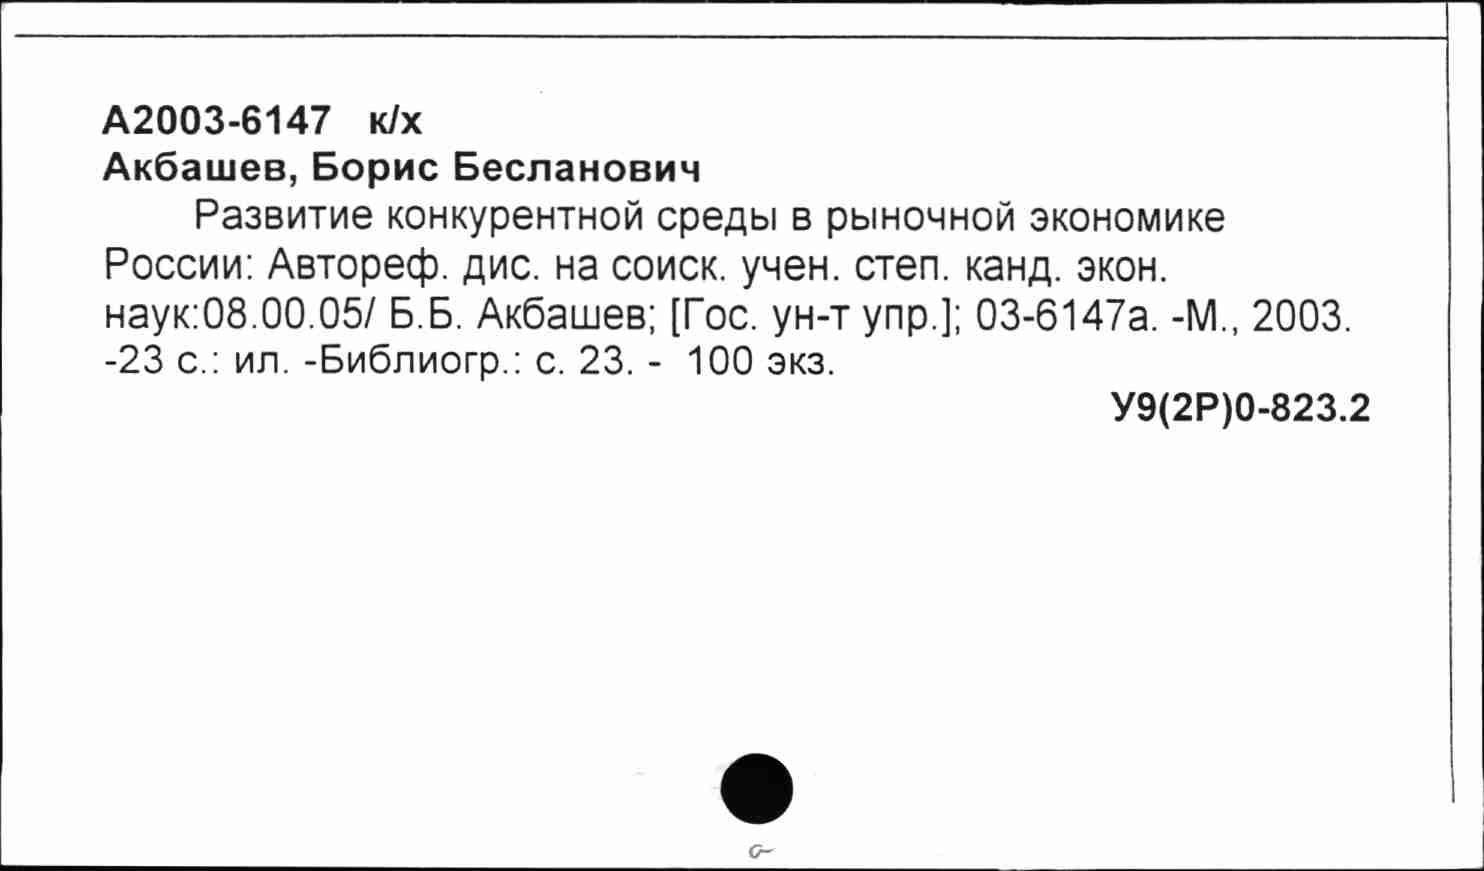 А2003-6147 к/х
Акбашев, Борис Бесланович
Развитие конкурентной среды в рыночной экономике
России: Автореф. дис. на соиск. учен. степ. канд. экон.
наук:08.00.05/ Б.Б. Акбашев; [Гос. ун-т упр.]; 03-6147а. -М., 2003.
-23 с.: ил. -Библиогр.: с. 23. - 100 экз.
У9(2Р)0-823.2